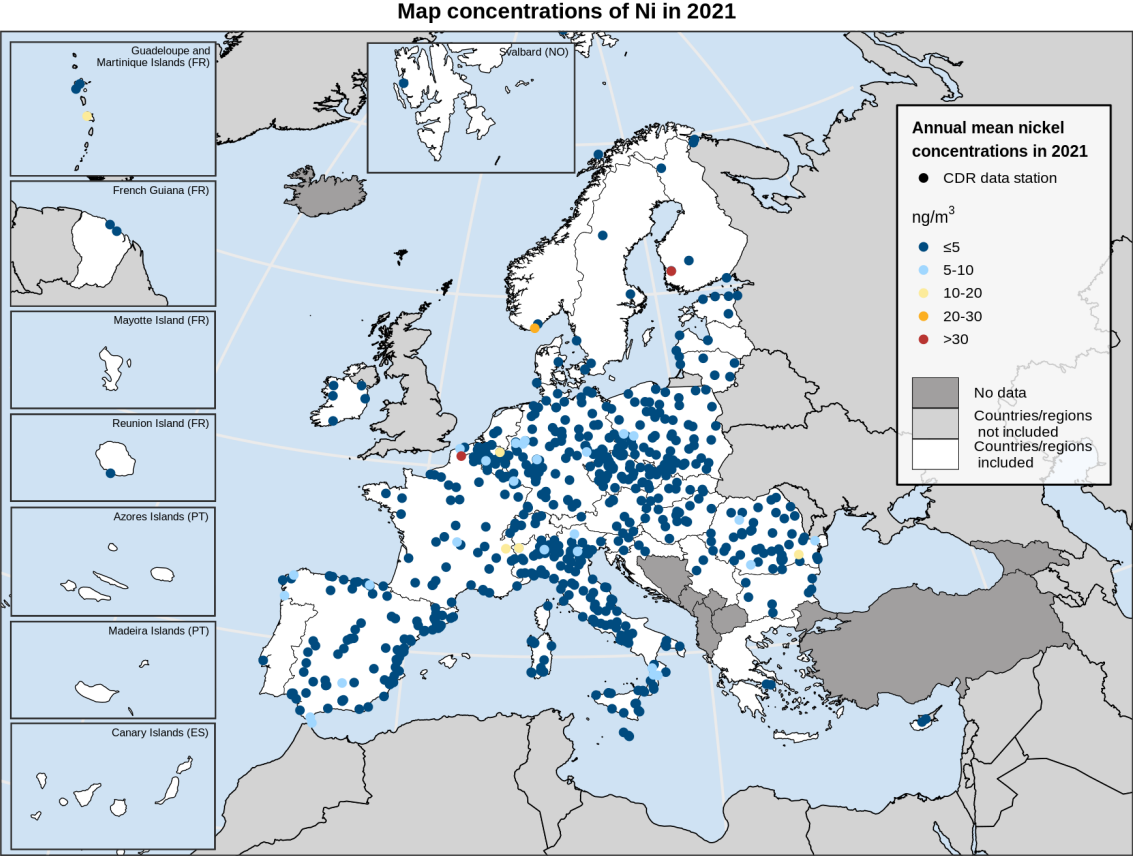 Map concentrations of Ni in 2021
Guadeloupe and
Martinique Islands (FR)
Svalbard (NO)
French Guiana (FR)
Mayotte Island (FR)
Reunion Island (FR)
Azores Islands (PT)
Madeira Islands (PT)
Canary Islands (ES)
Annual mean nickel
concentrations in 2021
CDR data station
ng/m³
≤5
5-10
10-20
20-30
>30
No data
Countries/regions
not included
Countries/regions
included